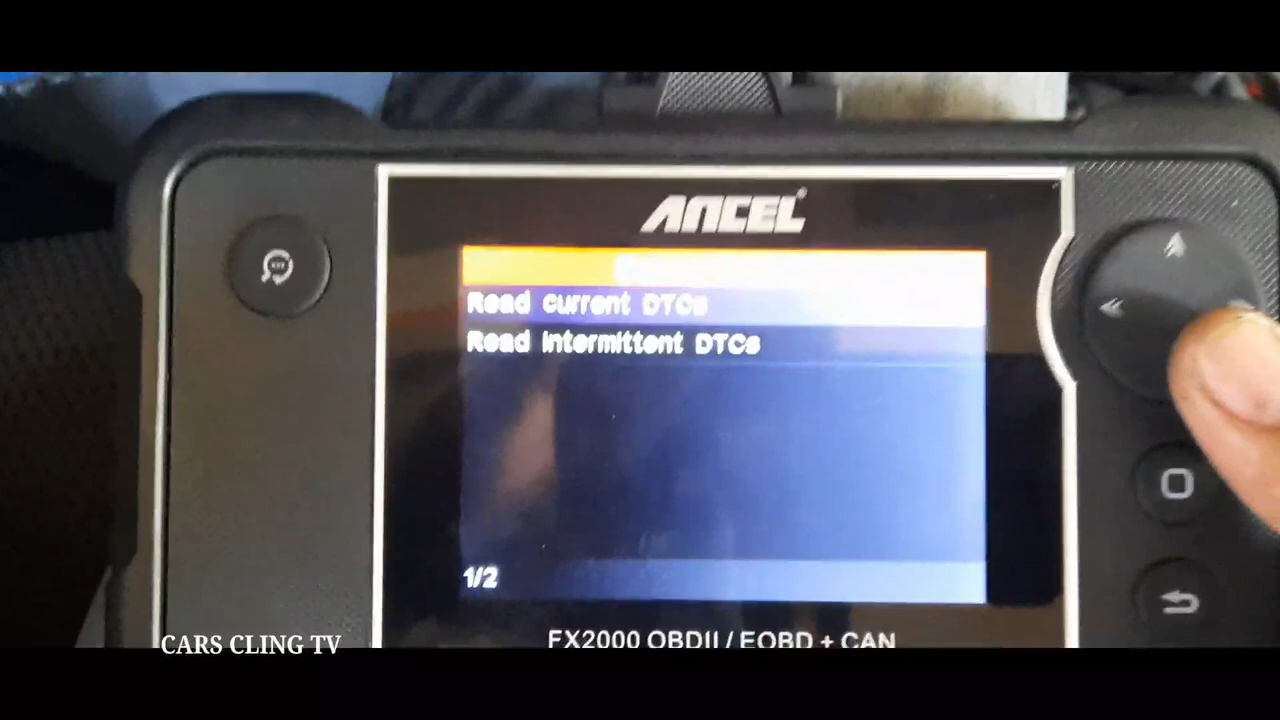 ANCEL®
Read current DTCs
Read intermittent DTCs
1/2
FX2000 OBDII / EOBD + CAN
CARS CLING TV